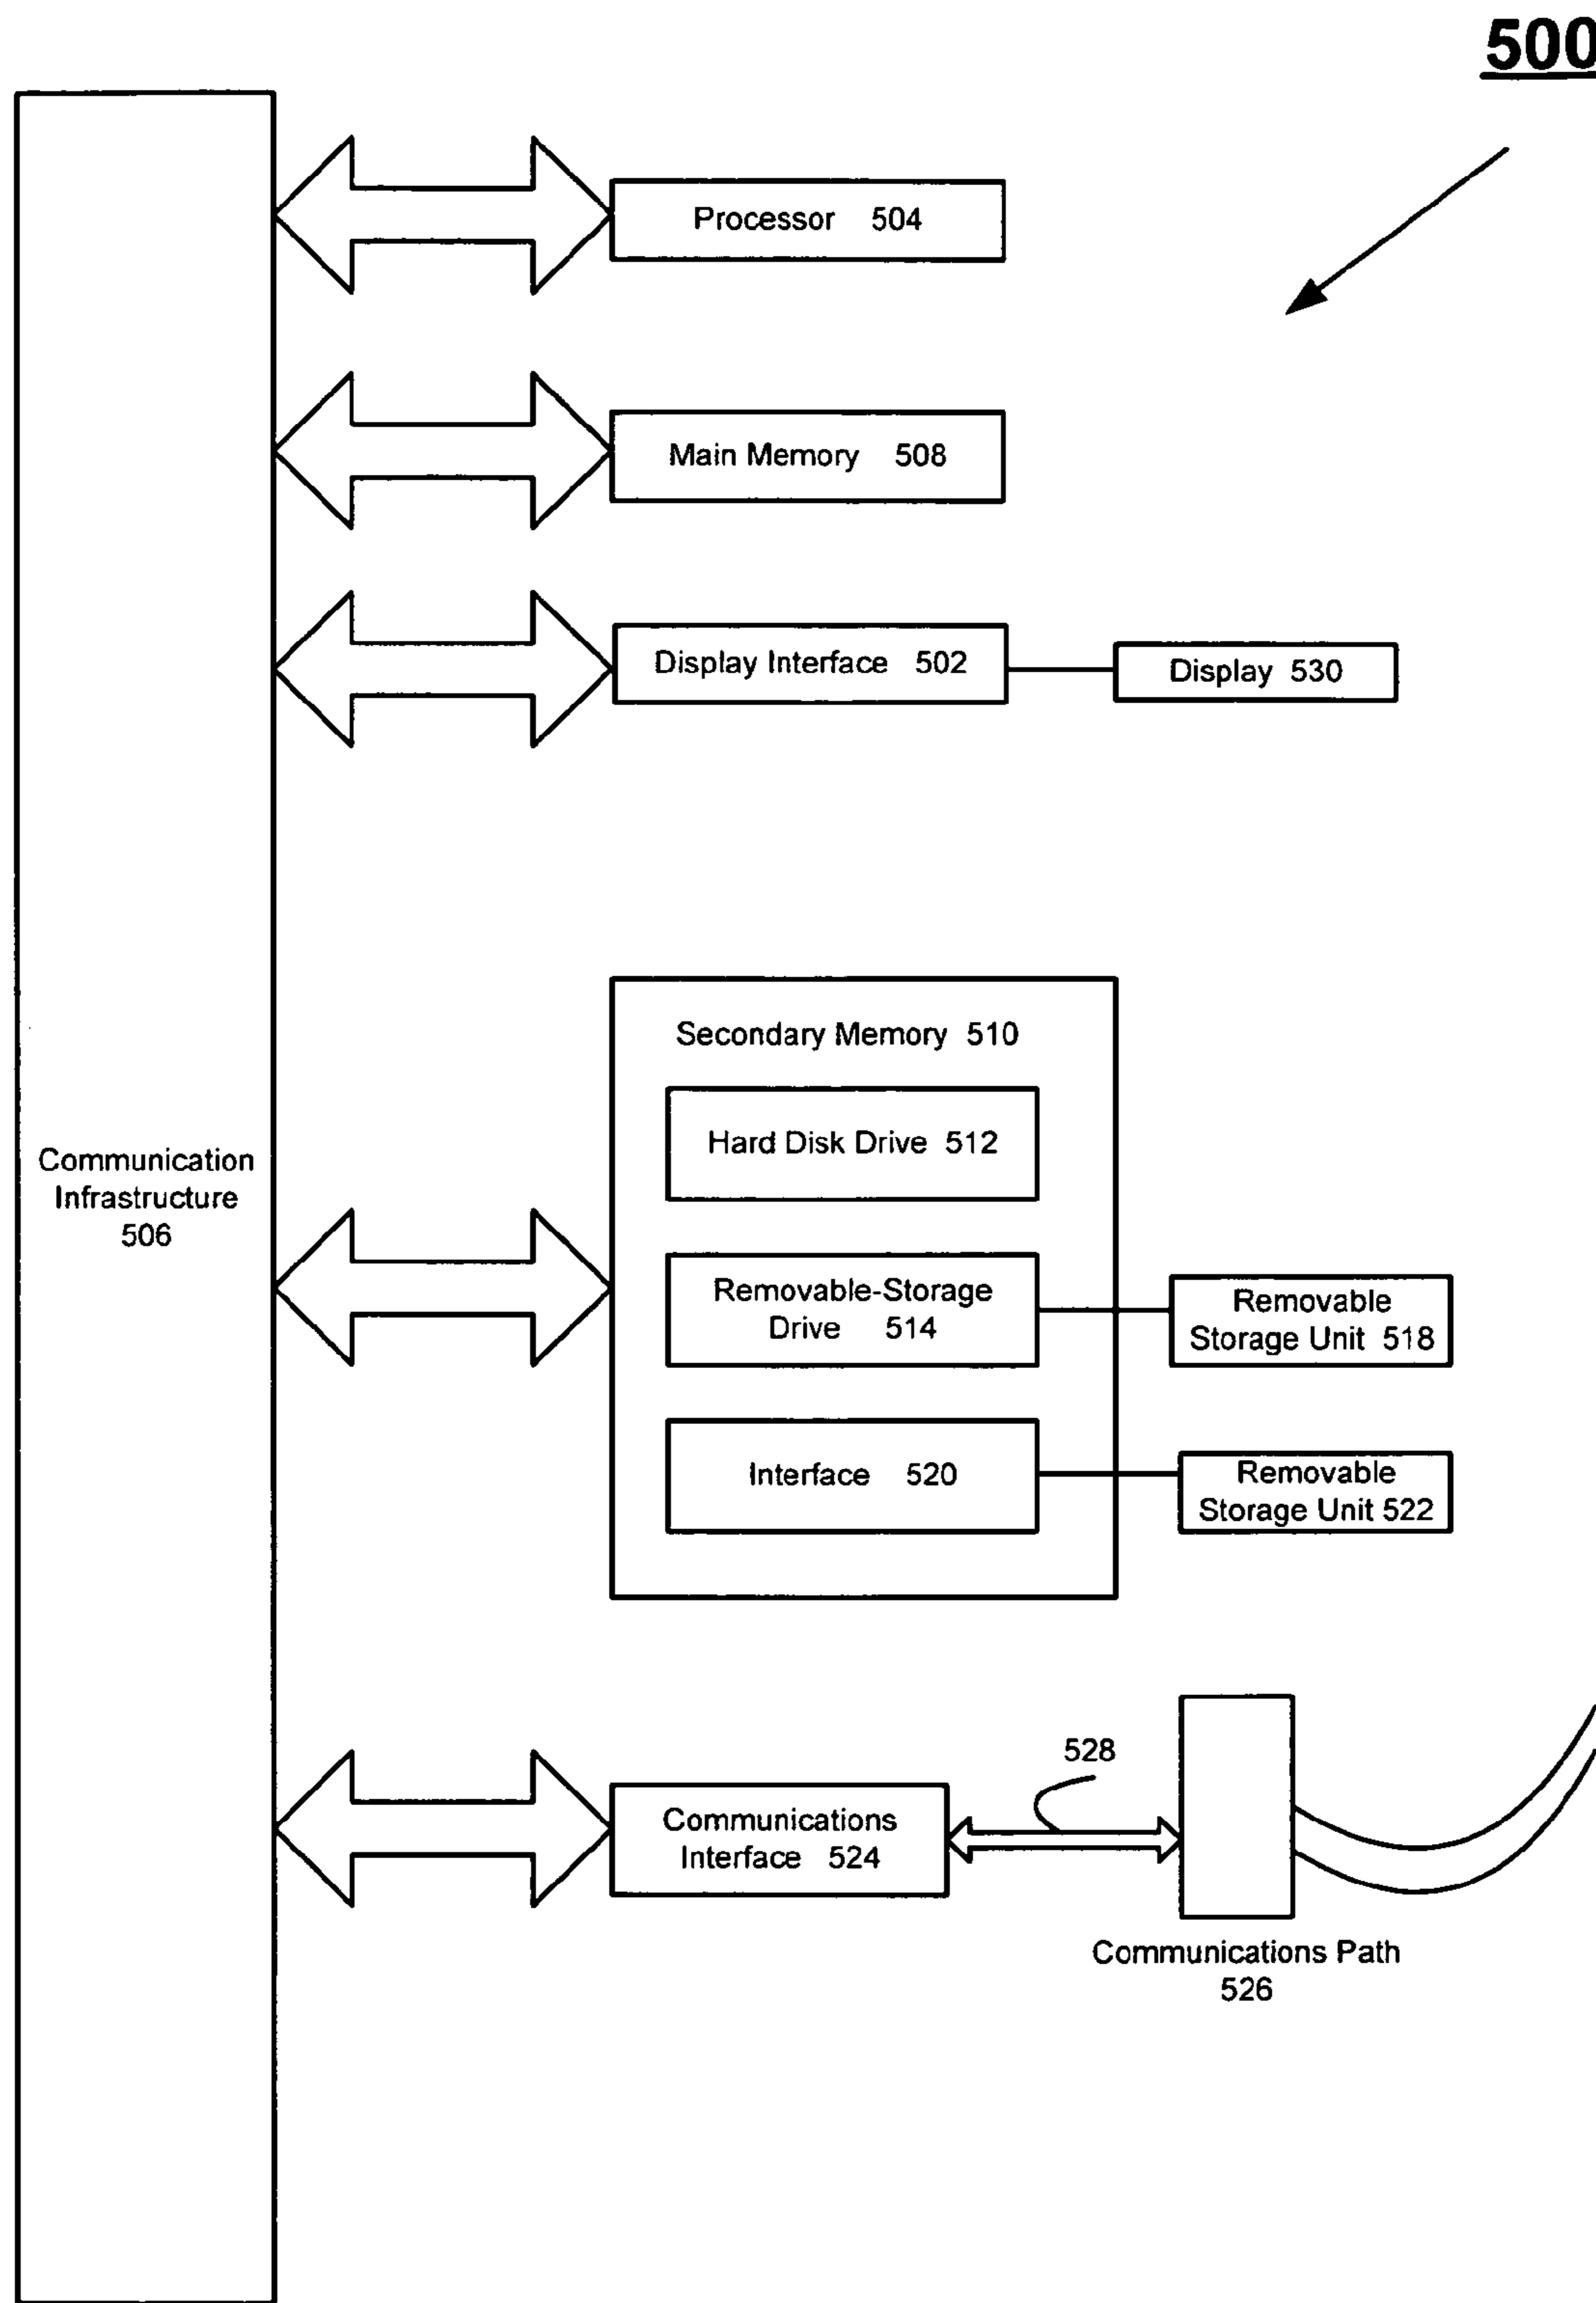 500
Processor 504
Main Memory 508
Display Interface 502
Display 530
Secondary Memory 510
Hard Disk Drive 512
Communication
Infrastructure
506
Removable-Storage
Drive 514
Removable
Storage Unit 518
Interface 520
Removable
Storage Unit 522
528
Communications
Interface 524
Communications Path
526